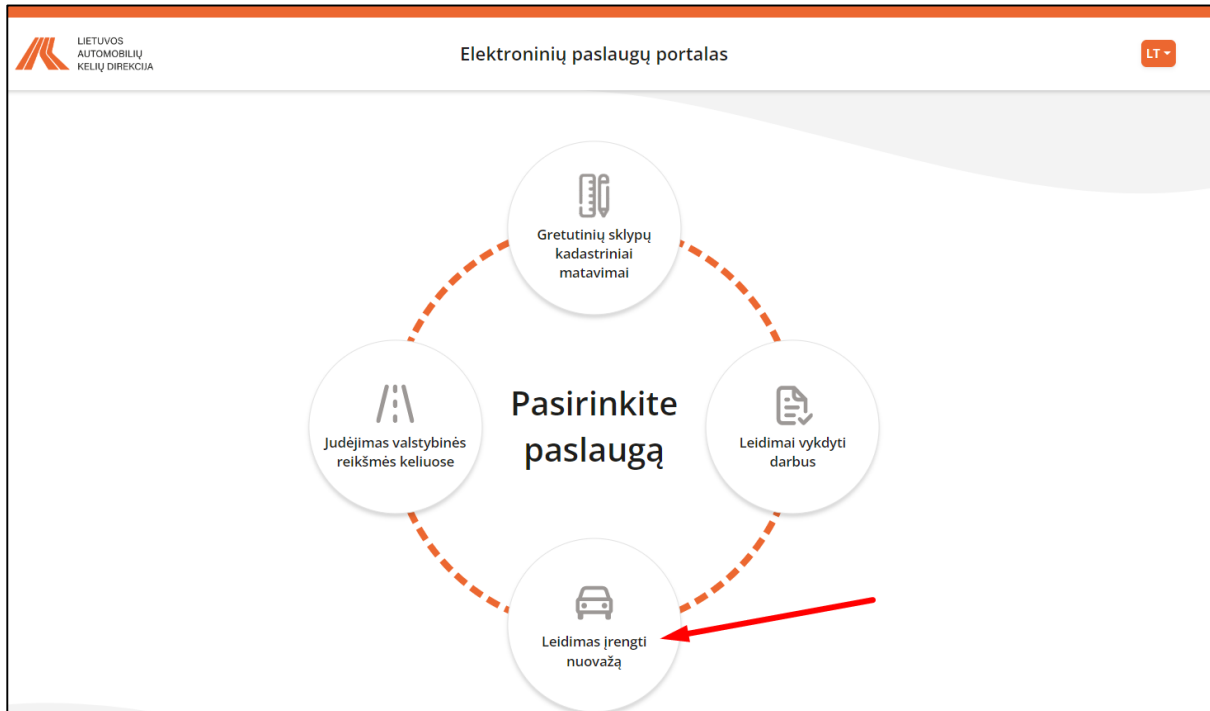 LIETUVOS
AUTOMOBILIŲ
KELIŲ DIREKCIJA
Elektroninių paslaugų portalas
LT
Gretutinių sklypų
kadastriniai
matavimai
Judėjimas valstybinės
reikšmės keliuose
Pasirinkite
paslaugą
Leidimai vykdyti
darbus
Leidimas įrengti
nuovažą